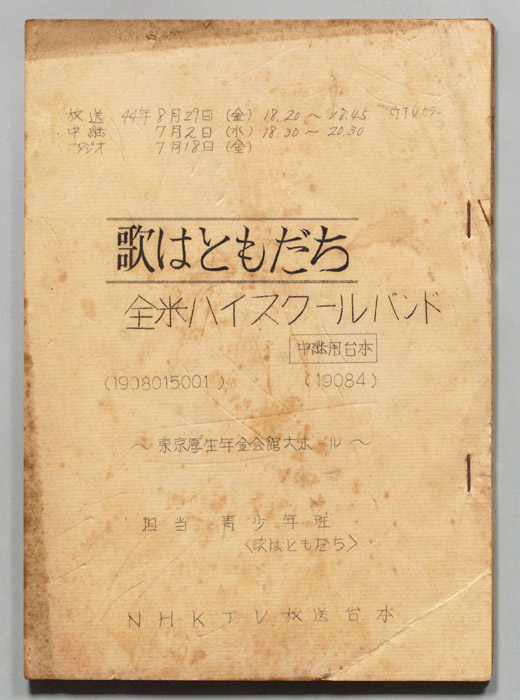 放送 44年8月29日(金) 18.20〜18.45 カラー
中継 7月2日(水) 18.30〜20.30
スタジオ 7月18日(金)
歌はともだち
全米ハイスクールバンド
中継用台本
(1908015001) (19084)
〜東京厚生年金会館大ホール〜
担当 青少年班
〈歌はともだち〉
NHKTV放送台本